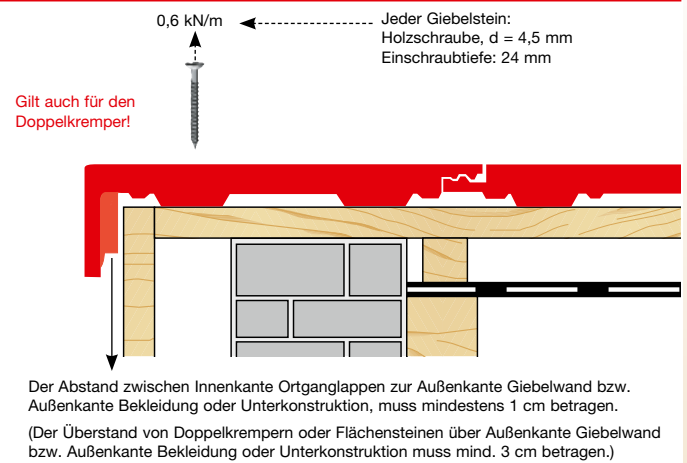 0,6 kN/m
Jeder Giebelstein:
Holzschraube, d = 4,5 mm
Einschraubtiefe: 24 mm
Gilt auch für den
Doppelkremper!
Der Abstand zwischen Innenkante Ortganglappen zur Außenkante Giebelwand bzw.
Außenkante Bekleidung oder Unterkonstruktion, muss mindestens 1 cm betragen.
(Der Überstand von Doppelkrempern oder Flächensteinen über Außenkante Giebelwand
bzw. Außenkante Bekleidung oder Unterkonstruktion muss mind. 3 cm betragen.)